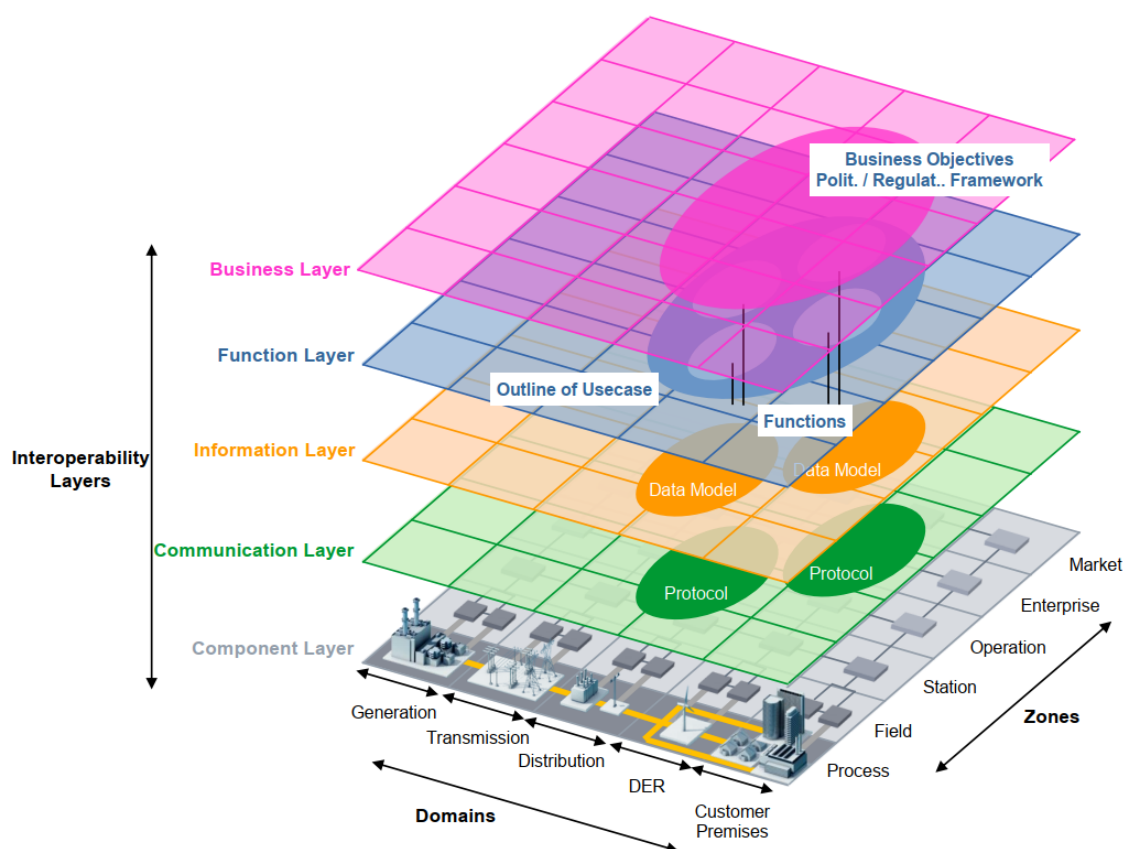 Business Objectives
Polit. / Regulat.. Framework
Business Layer
Function Layer
Outline of Usecase
Functions
Information Layer
Interoperability
Layers
Data Model
Data Model
Communication Layer
Protocol
Protocol
Component Layer
Market
Enterprise
Operation
Station
Field
Process
Zones
Generation
Transmission
Distribution
DER
Customer
Premises
Domains